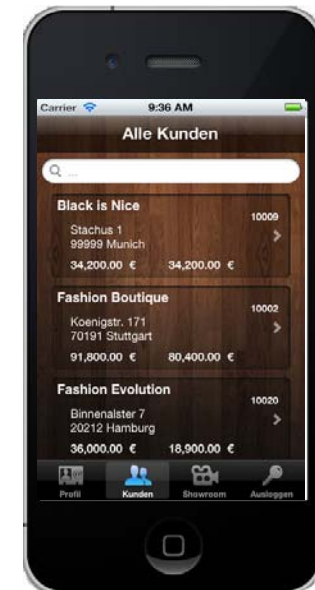 Carrier 9:36 AM
Alle Kunden
...
Black is Nice
10009
Stachus 1
99999 Munich
34,200.00 € 34,200.00 €
Fashion Boutique
10002
Koenigstr. 171
70191 Stuttgart
91,800.00 € 80,400.00 €
Fashion Evolution
10020
Binnenalster 7
20212 Hamburg
36,000.00 € 18,900.00 €
Profil Kunden Showroom Ausloggen